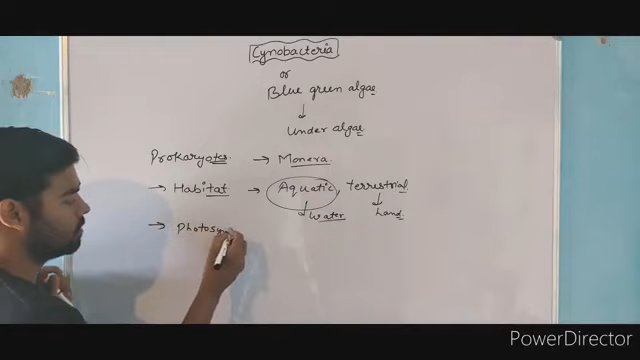 Cynobacteria
or
Blue green algae
↓
Under algae
Prokaryotes → Monera
→ Habitat → Aquatic, terrestrial
↓ Water ↓ Land
→ Photosy
PowerDirector